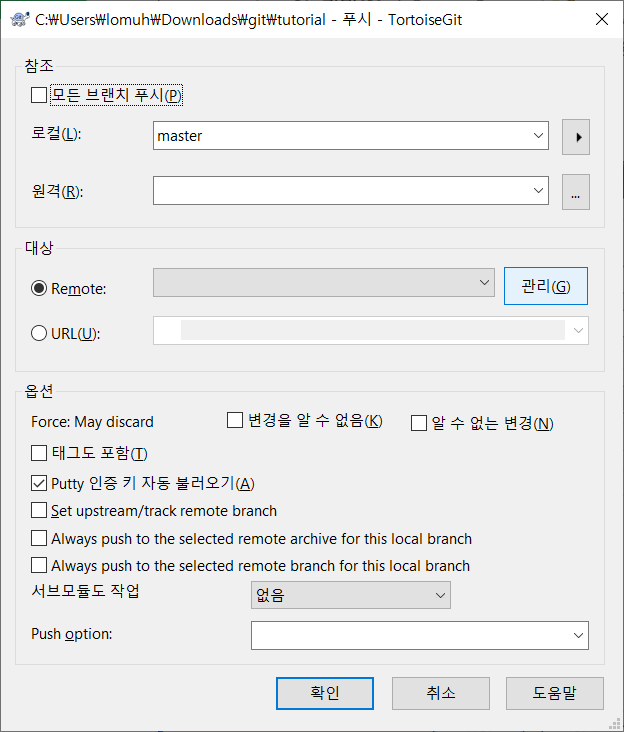 C:₩Users₩lomuh₩Downloads₩git₩tutorial - 푸시 - TortoiseGit
참조
모든 브랜치 푸시(P)
로컬(L):
master
원격(R):
...
대상
Remote:
관리(G)
URL(U):
옵션
Force: May discard
변경을 알 수 없음(K)
알 수 없는 변경(N)
태그도 포함(T)
Putty 인증 키 자동 불러오기(A)
Set upstream/track remote branch
Always push to the selected remote archive for this local branch
Always push to the selected remote branch for this local branch
서브모듈도 작업
없음
Push option:
확인
취소
도움말